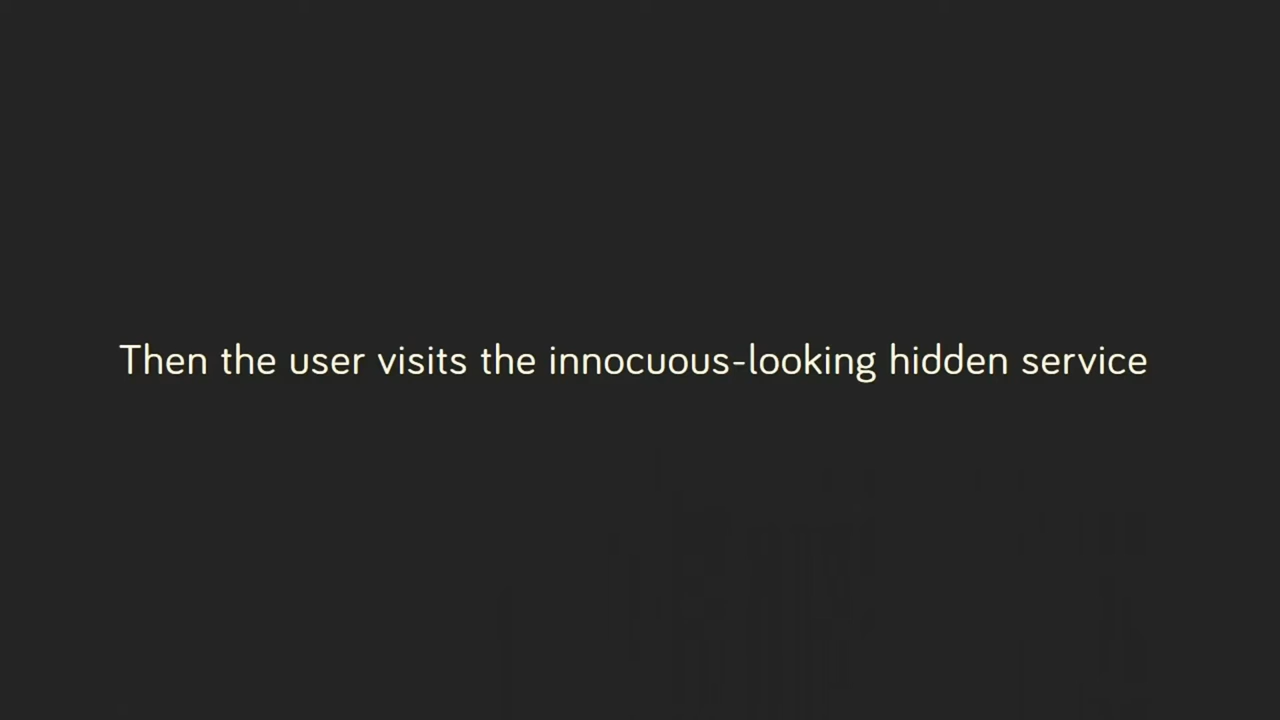 Then the user visits the innocuous-looking hidden service